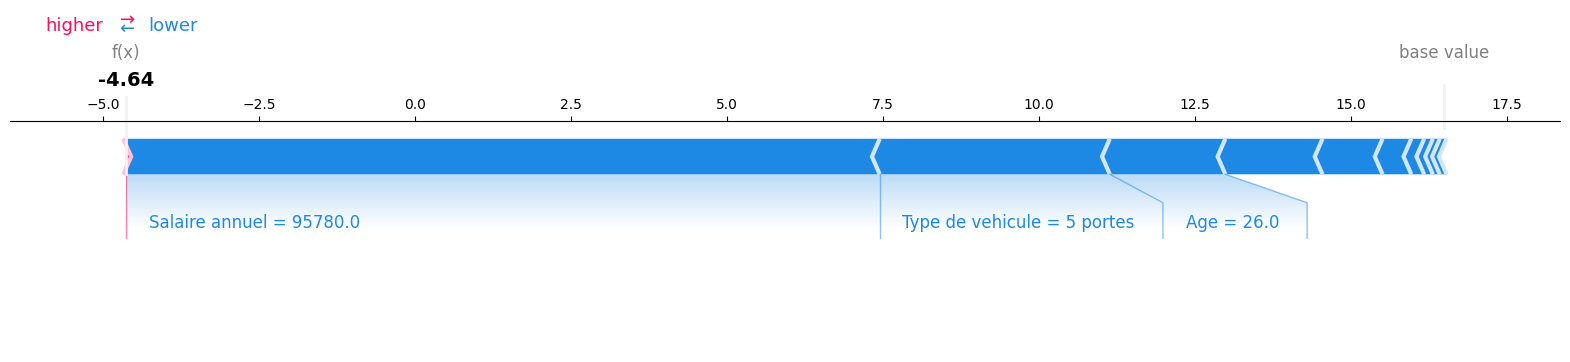 higher ⇄ lower
f(x)
base value
-4.64
−5.0 −2.5 0.0 2.5 5.0 7.5 10.0 12.5 15.0 17.5
Salaire annuel = 95780.0 Type de vehicule = 5 portes Age = 26.0